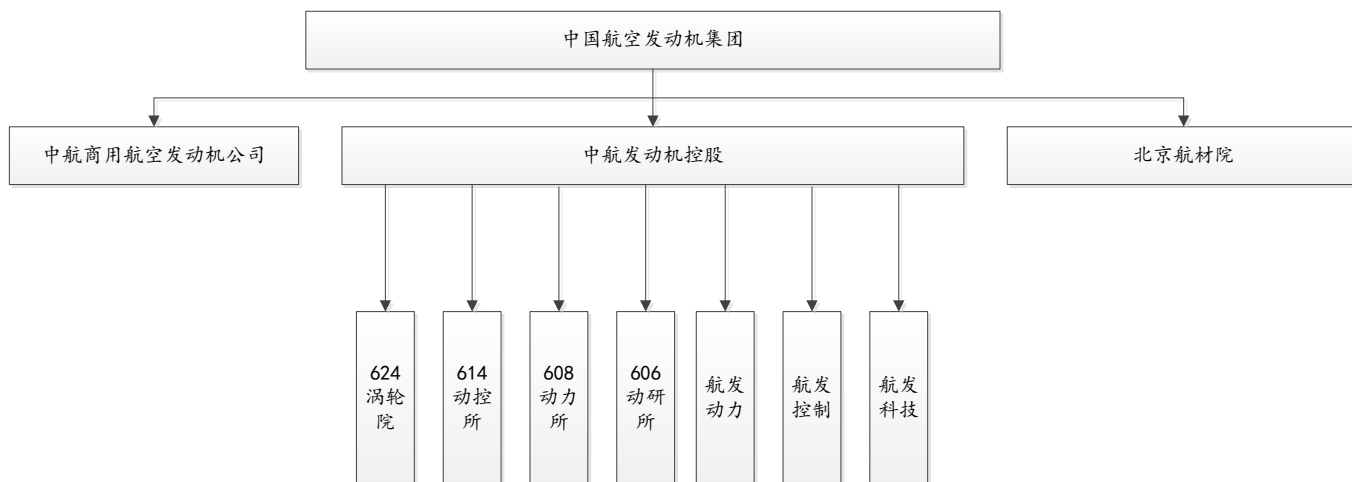 中国航空发动机集团
中航商用航空发动机公司
中航发动机控股
北京航材院
624
涡轮
院
614
动控
所
608
动力
所
606
动研
所
航发
动力
航发
控制
航发
科技